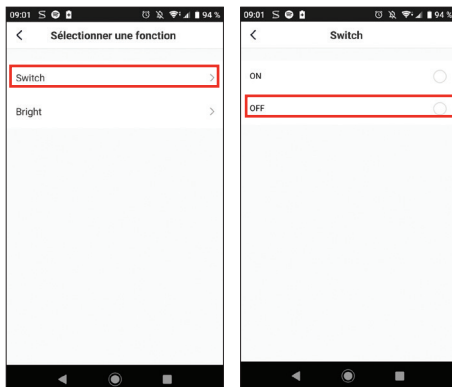 09:01 S 94 %
Sélectionner une fonction
Switch
Bright
09:01 S 94 %
Switch
ON
OFF